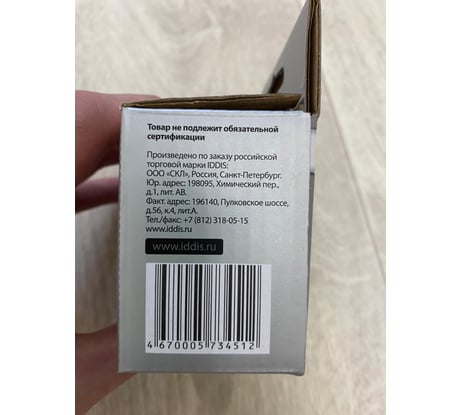 Товар не подлежит обязательной
сертификации
Произведено по заказу российской
торговой марки IDDIS:
ООО «СКЛ», Россия, Санкт-Петербург.
Юр. адрес: 198095, Химический пер.,
д.1, лит. АВ.
Факт. адрес: 196140, Пулковское шоссе,
д.56, к.4, лит.А.
Тел./факс: +7 (812) 318-05-15
www.iddis.ru
www.iddis.ru
4 670005 734512